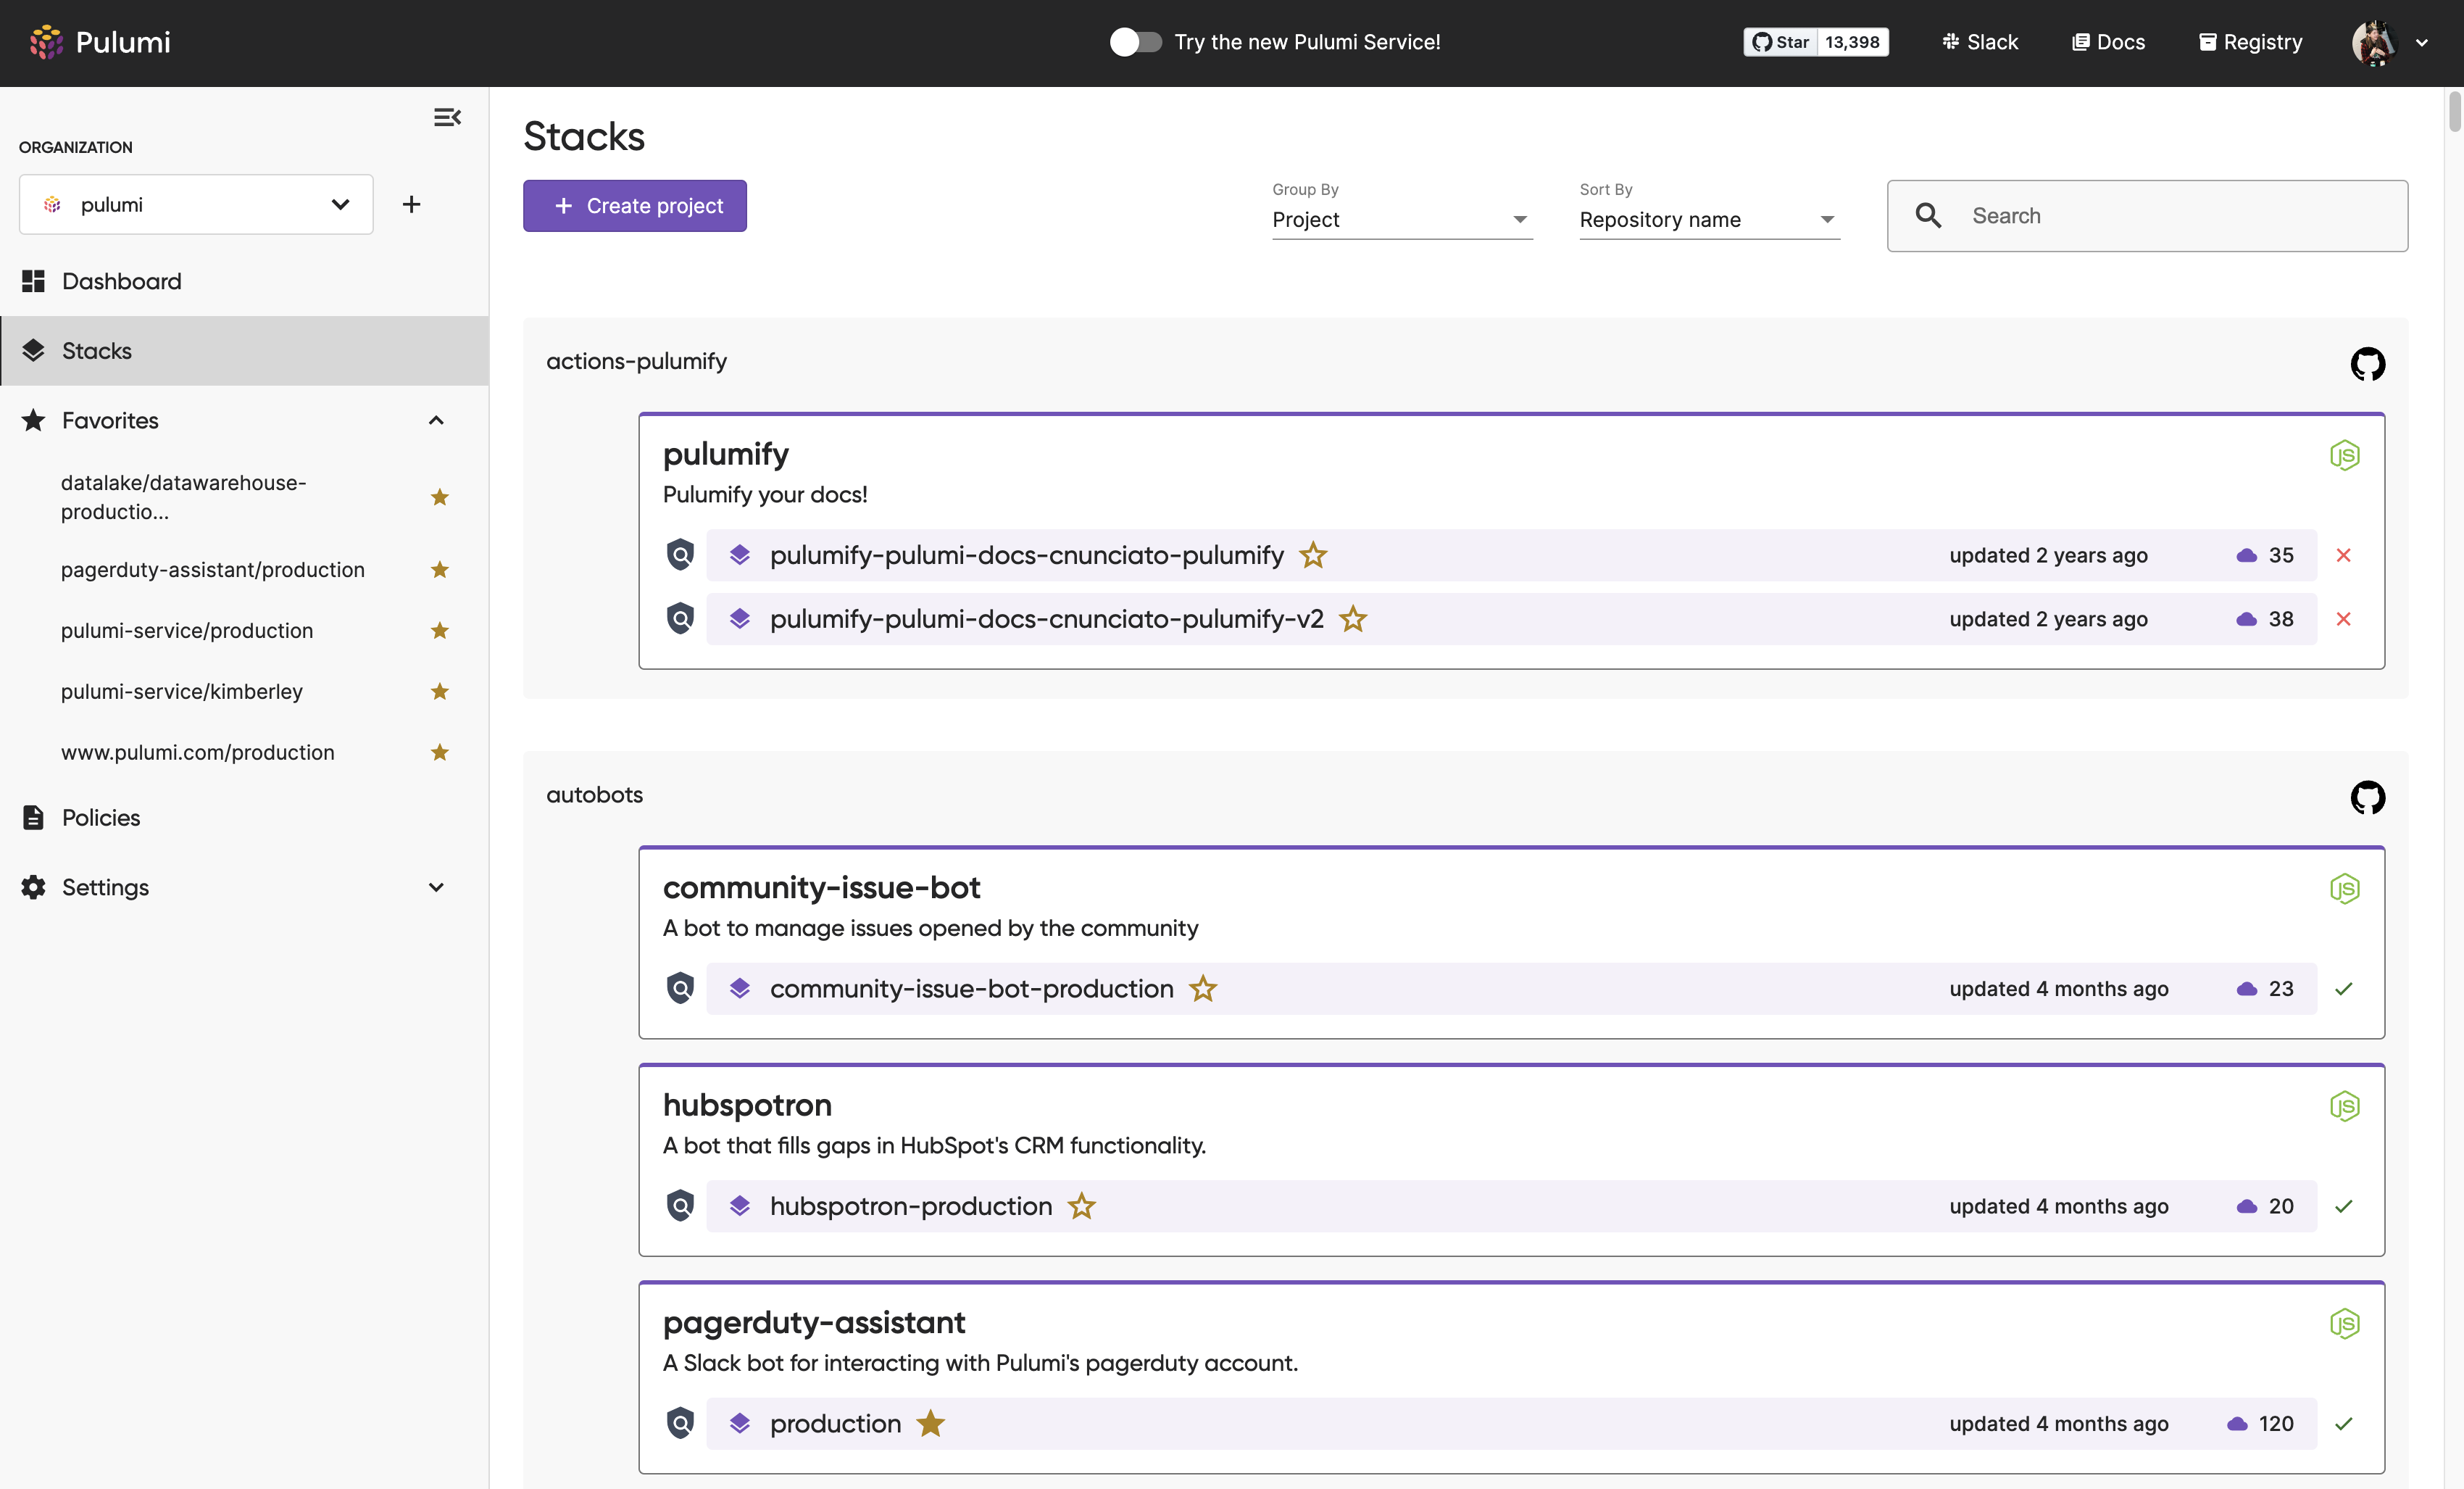 Pulumi
Try the new Pulumi Service!
Star 13,398
Slack
Docs
Registry
ORGANIZATION
pulumi
Dashboard
Stacks
Favorites
datalake/datawarehouse-
productio...
pagerduty-assistant/production
pulumi-service/production
pulumi-service/kimberley
www.pulumi.com/production
Policies
Settings
Stacks
Create project
Group By
Project
Sort By
Repository name
Search
actions-pulumify
pulumify
JS
Pulumify your docs!
pulumify-pulumi-docs-cnunciato-pulumify updated 2 years ago 35
pulumify-pulumi-docs-cnunciato-pulumify-v2 updated 2 years ago 38
autobots
community-issue-bot
JS
A bot to manage issues opened by the community
community-issue-bot-production updated 4 months ago 23
hubspotron
JS
A bot that fills gaps in HubSpot's CRM functionality.
hubspotron-production updated 4 months ago 20
pagerduty-assistant
JS
A Slack bot for interacting with Pulumi's pagerduty account.
production updated 4 months ago 120